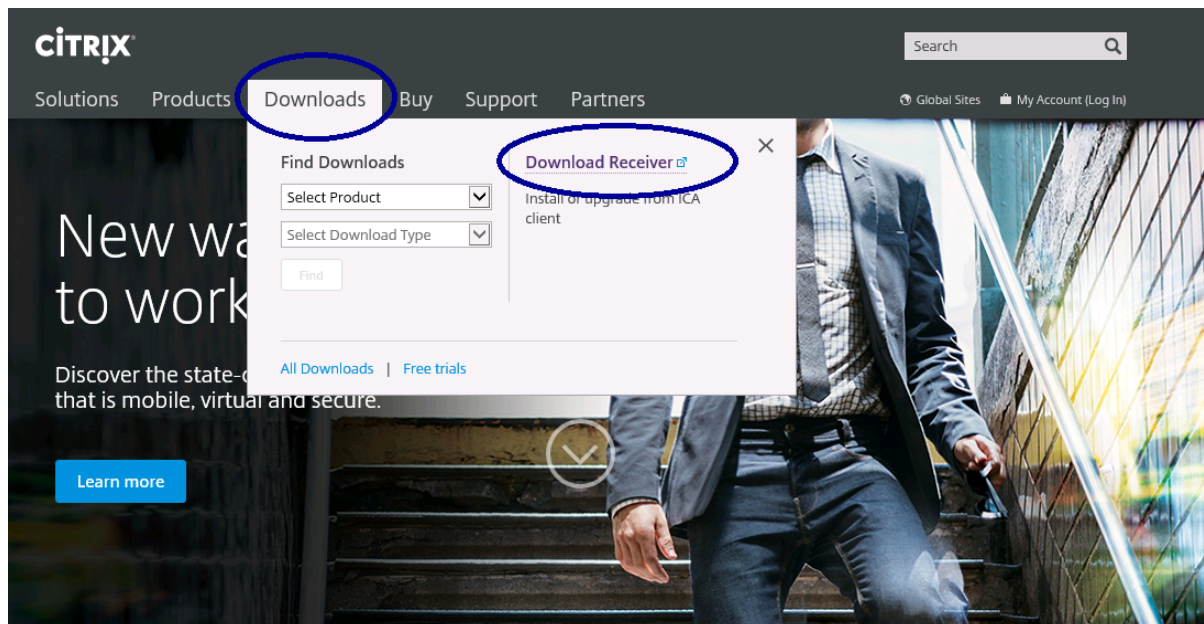 CİTRIX
Search
Solutions Products Downloads Buy Support Partners
Global Sites My Account (Log In)
Find Downloads
Download Receiver
Select Product
Install or upgrade from ICA
client
Select Download Type
Find
New wa
to work
All Downloads | Free trials
Discover the state-o
that is mobile, virtual and secure.
Learn more